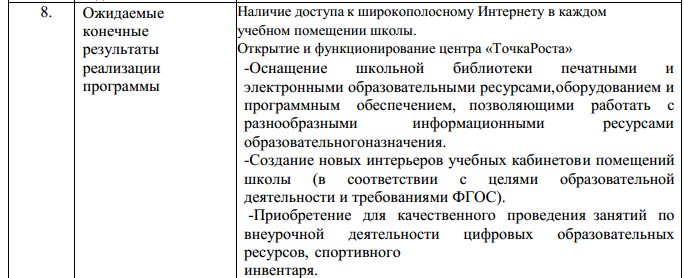 8.
Ожидаемые
конечные
результаты
реализации
программы
Наличие доступа к широкополосному Интернету в каждом
учебном помещении школы.
Открытие и функционирование центра «ТочкаРоста»
-Оснащение школьной библиотеки печатными и
электронными образовательными ресурсами,оборудованием и
программным обеспечением, позволяющими работать с
разнообразными информационными ресурсами
образовательногоназначения.
-Создание новых интерьеров учебных кабинетови помещений
школы (в соответствии с целями образовательной
деятельности и требованиями ФГОС).
-Приобретение для качественного проведения занятий по
внеурочной деятельности цифровых образовательных
ресурсов, спортивного
инвентаря.